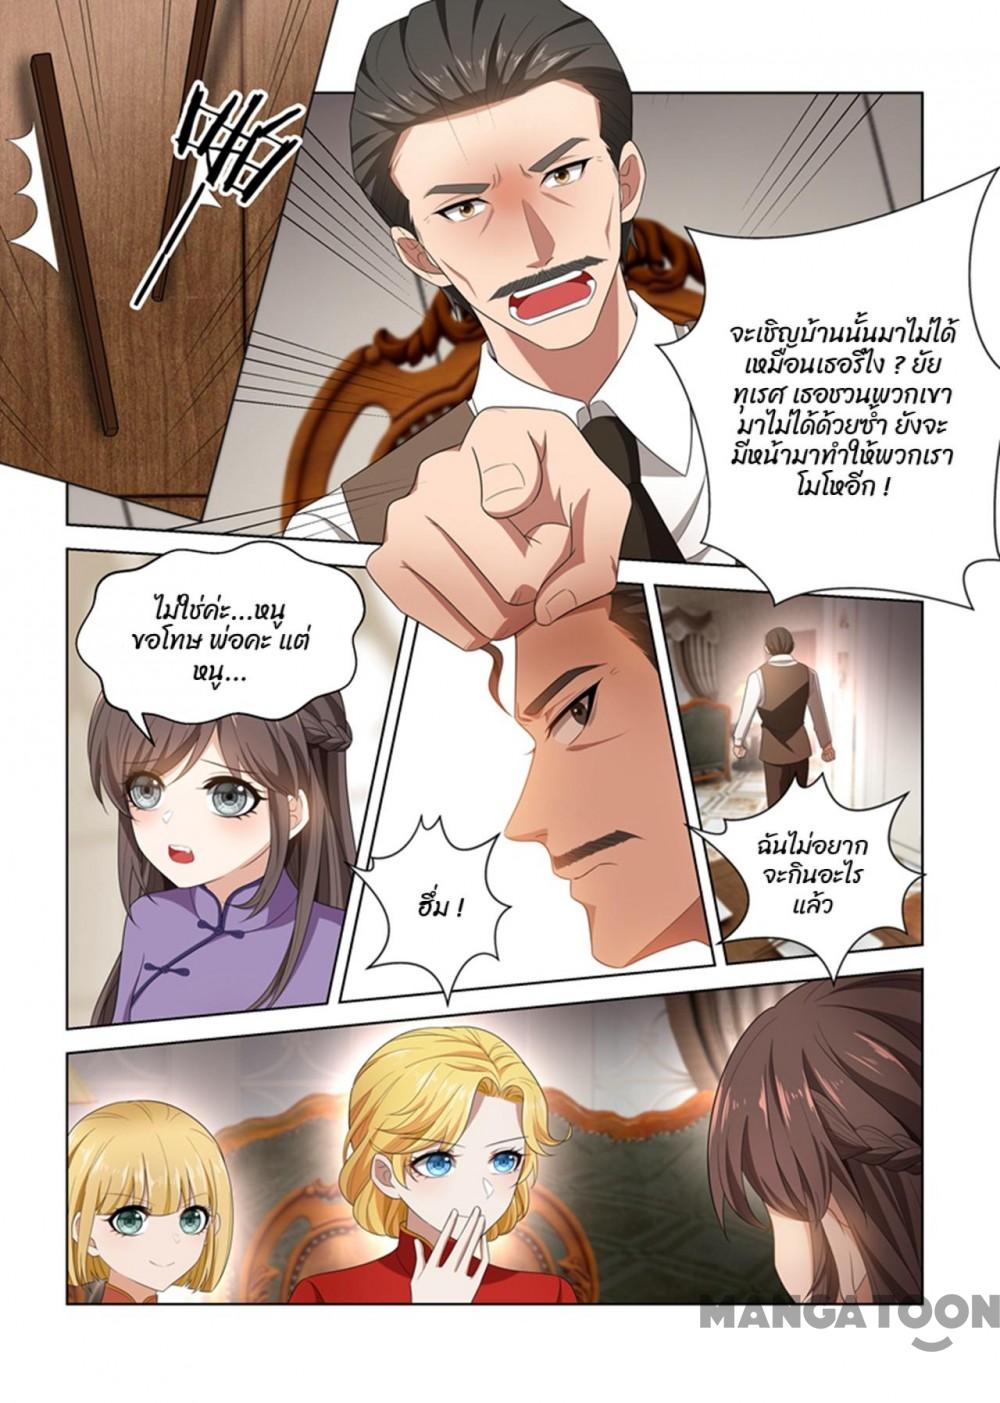 จะเชิญบ้านนั้นมาไม่ได้
เหมือนเธอรึไง ? ยัย
ทุเรศ เธอชวนพวกเขา
มาไม่ได้ด้วยซ้ำ ยังจะ
มีหน้ามาทำให้พวกเรา
โมโหอีก !
ไม่ใช่ค่ะ...หนู
ขอโทษ พ่อคะ แต่
หนู...
ฮึ่ม !
ฉันไม่อยาก
จะกินอะไร
แล้ว
MANGATOON